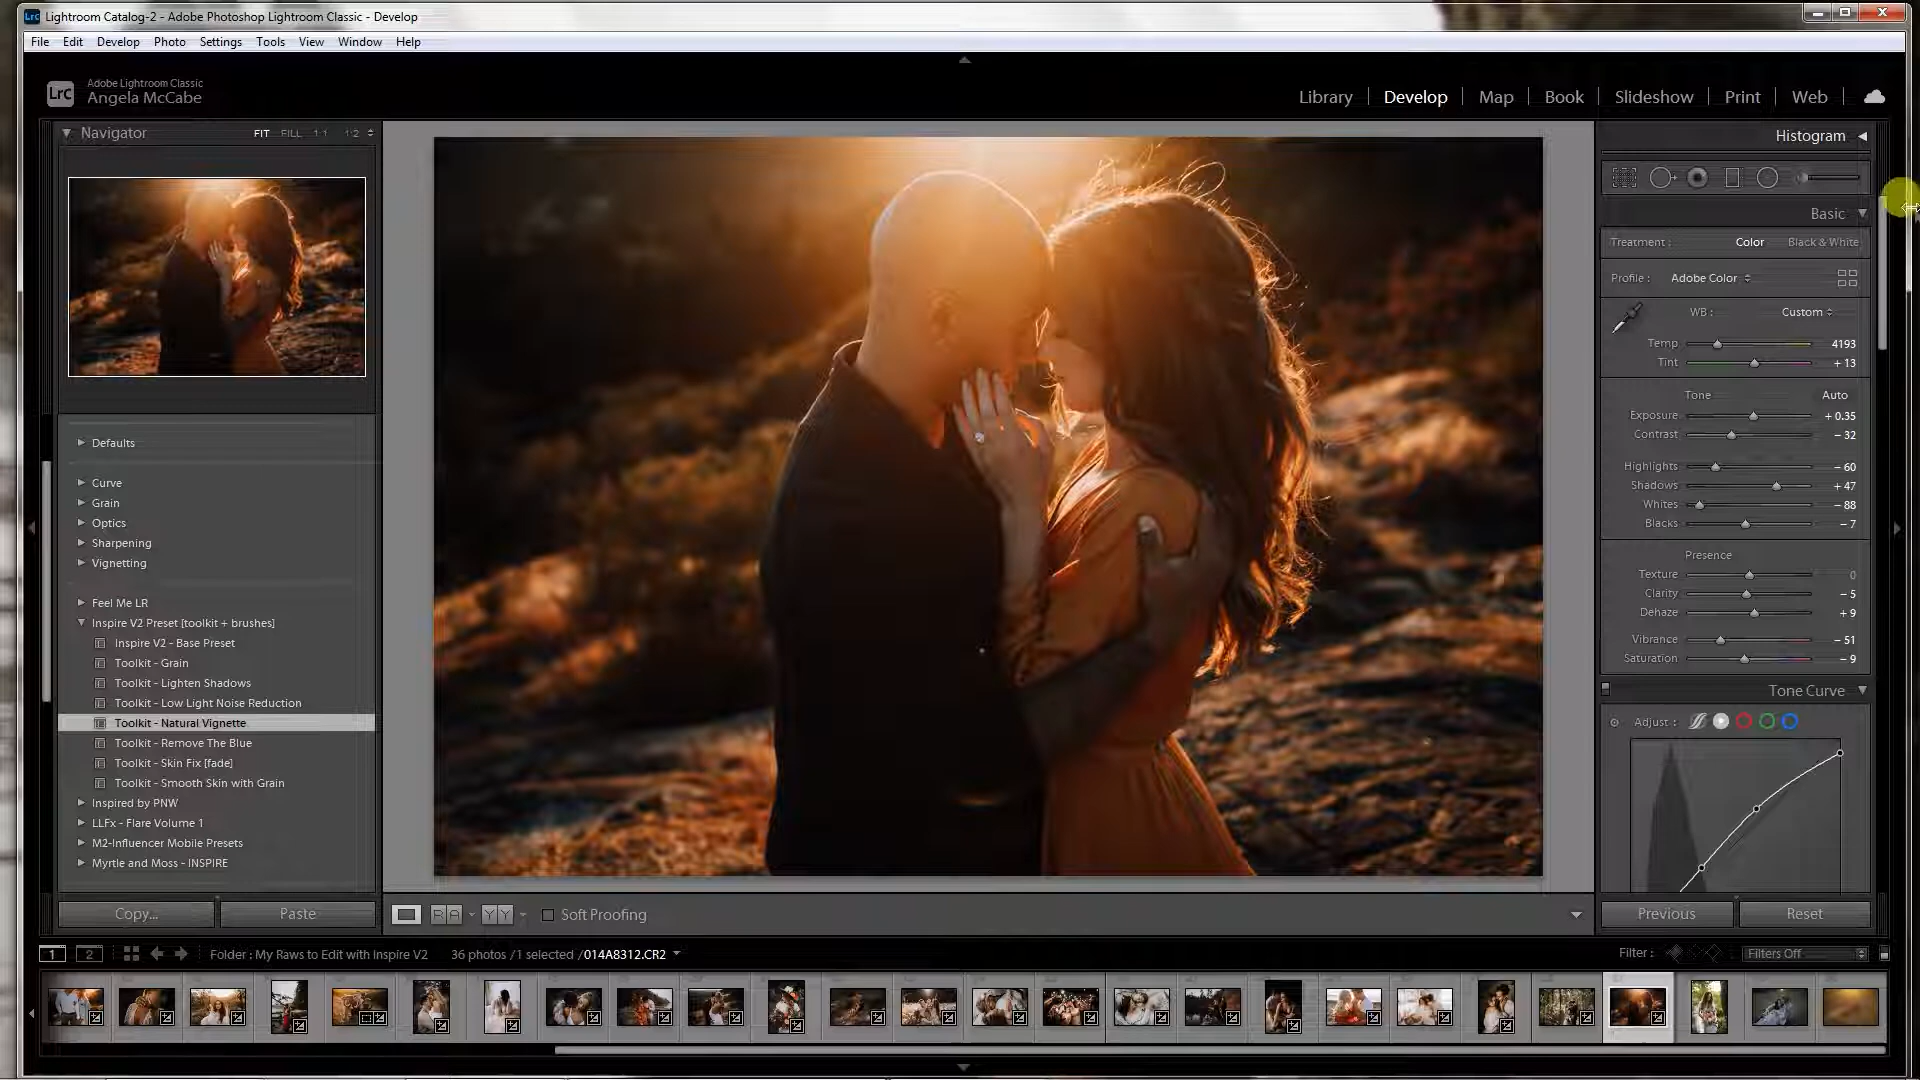 Lightroom Catalog-2 - Adobe Photoshop Lightroom Classic - Develop
File Edit Develop Photo Settings Tools View Window Help
Lrc Adobe Lightroom Classic
Angela McCabe
Library Develop Map Book Slideshow Print Web
Navigator FIT FILL 1:1 1:2
Histogram
Basic
Treatment : Color Black & White
Profile : Adobe Color
WB : Custom
Temp 4193
Tint + 13
Tone Auto
Exposure + 0.35
Contrast - 32
Highlights - 60
Shadows + 47
Whites - 88
Blacks - 7
Presence
Texture 0
Clarity - 5
Dehaze + 9
Vibrance - 51
Saturation - 9
Tone Curve
Adjust :
Defaults
Curve
Grain
Optics
Sharpening
Vignetting
Feel Me LR
Inspire V2 Preset [toolkit + brushes]
Inspire V2 - Base Preset
Toolkit - Grain
Toolkit - Lighten Shadows
Toolkit - Low Light Noise Reduction
Toolkit - Natural Vignette
Toolkit - Remove The Blue
Toolkit - Skin Fix [fade]
Toolkit - Smooth Skin with Grain
Inspired by PNW
LLFx - Flare Volume 1
M2-Influencer Mobile Presets
Myrtle and Moss - INSPIRE
Copy... Paste
R A Y Y Soft Proofing
Previous Reset
1 2 Folder : My Raws to Edit with Inspire V2 36 photos / 1 selected / 014A8312.CR2 Filter : Filters Off